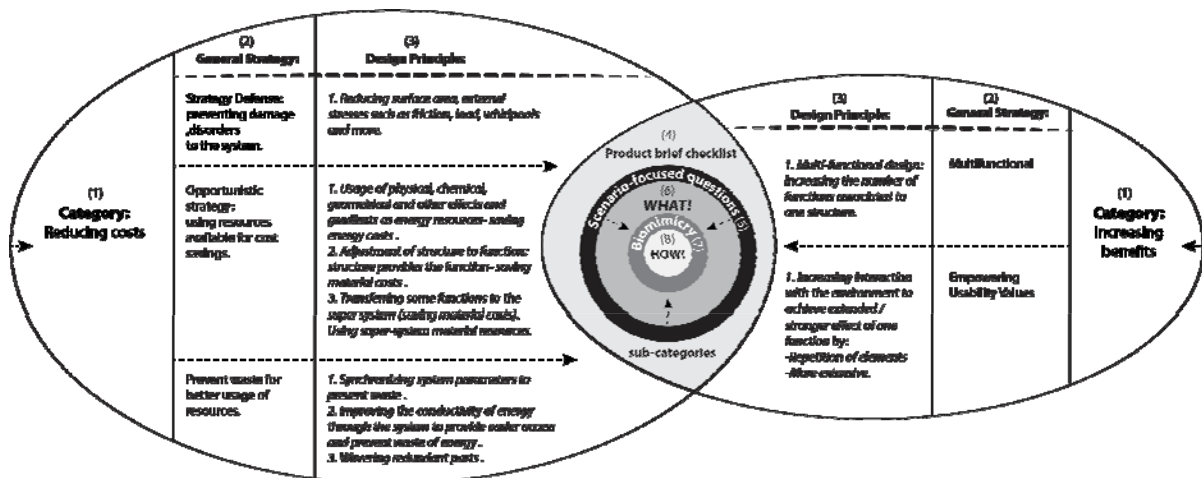 (1)
Category:
Reducing costs
(2)
General Strategy:
Strategy Defense:
preventing damage
,disorders
to the system.
Opportunistic
strategy:
using resources
available for cost
savings.
Prevent waste for
better usage of
resources.
(3)
Design Principle:
1. Reducing surface area, external
stresses such as friction, load, whirlpools
and more.
1. Usage of physical, chemical,
geometrical and other effects and
gradients as energy resources- saving
energy costs .
2. Adjustment of structure to function:
structure provides the function- saving
material costs .
3. Transferring some functions to the
super system (saving material costs).
Using super-system material resources.
1. Synchronizing system parameters to
prevent waste .
2. Improving the conductivity of energy
through the system to provide easier access
and prevent waste of energy .
3. redundant parts .
(4)
Product brief checklist
Scenario-focused questions (5)
(6)
WHAT!
Biomimicry (7)
(8)
HOW!
sub-categories
(3)
Design Principle:
1. Multi-functional design:
increasing the number of
functions associated to
one structure.
1. Increasing interaction
with the environment to
achieve extended /
stronger effect of one
function by:
-Repetition of elements
-More extensive.
(2)
General Strategy:
Multifunctional
Empowering
Usability Values
(1)
Category:
Increasing
benefits